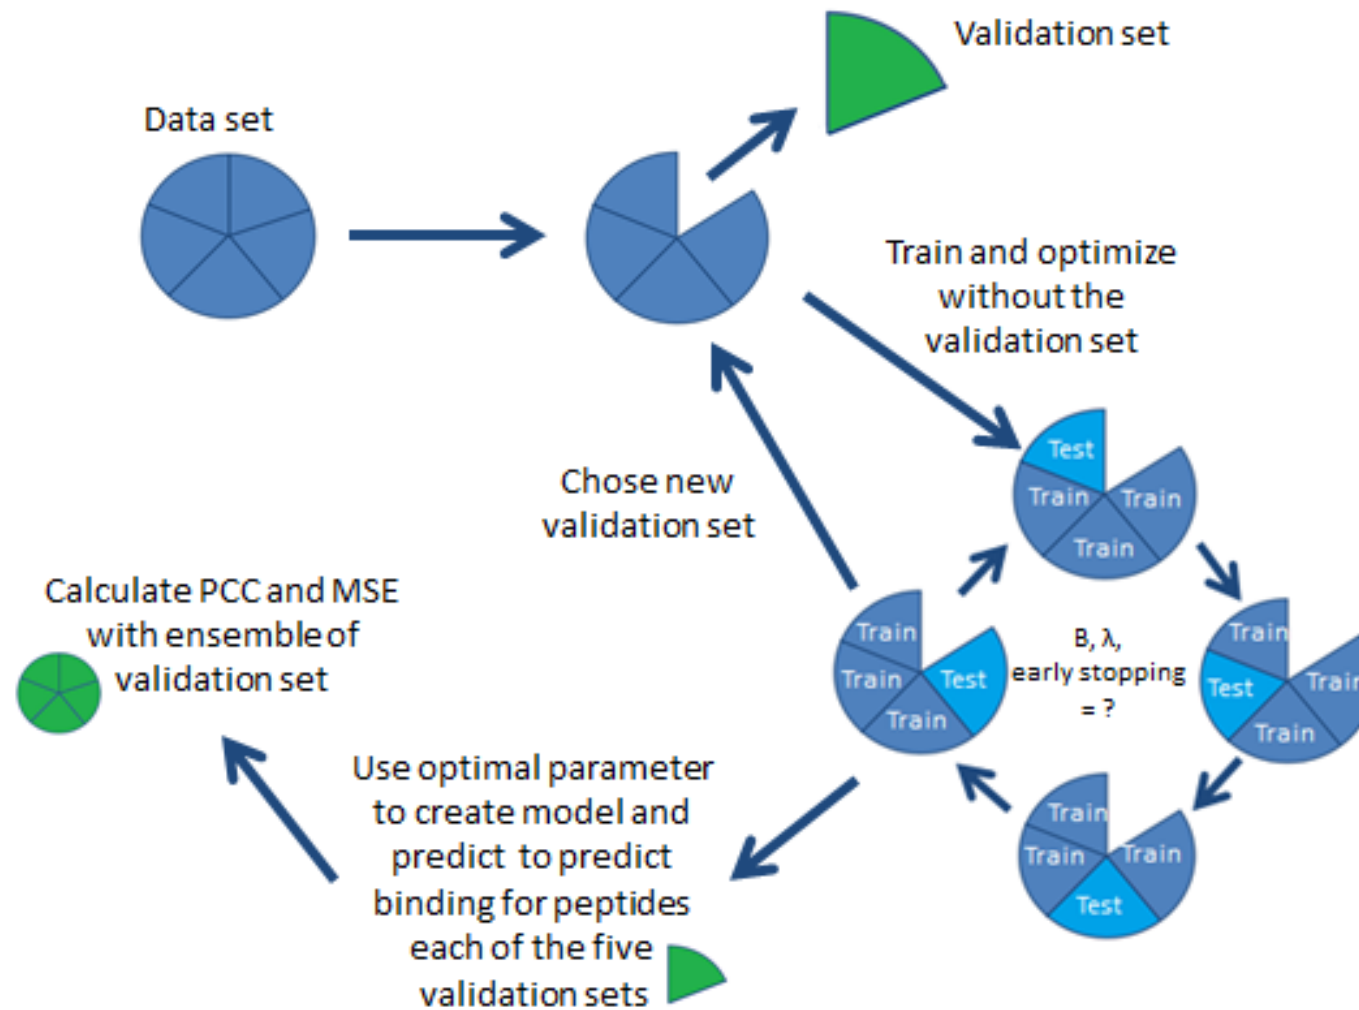 Validation set
Data set
Train and optimize
without the
validation set
Chose new
validation set
Test
Train
Train
Train
Train
Test
Train
Train
Train
Train
Train
Test
Train
Train
Test
Train
B, λ,
early stopping
= ?
Calculate PCC and MSE
with ensemble of
validation set
Use optimal parameter
to create model and
predict to predict
binding for peptides
each of the five
validation sets